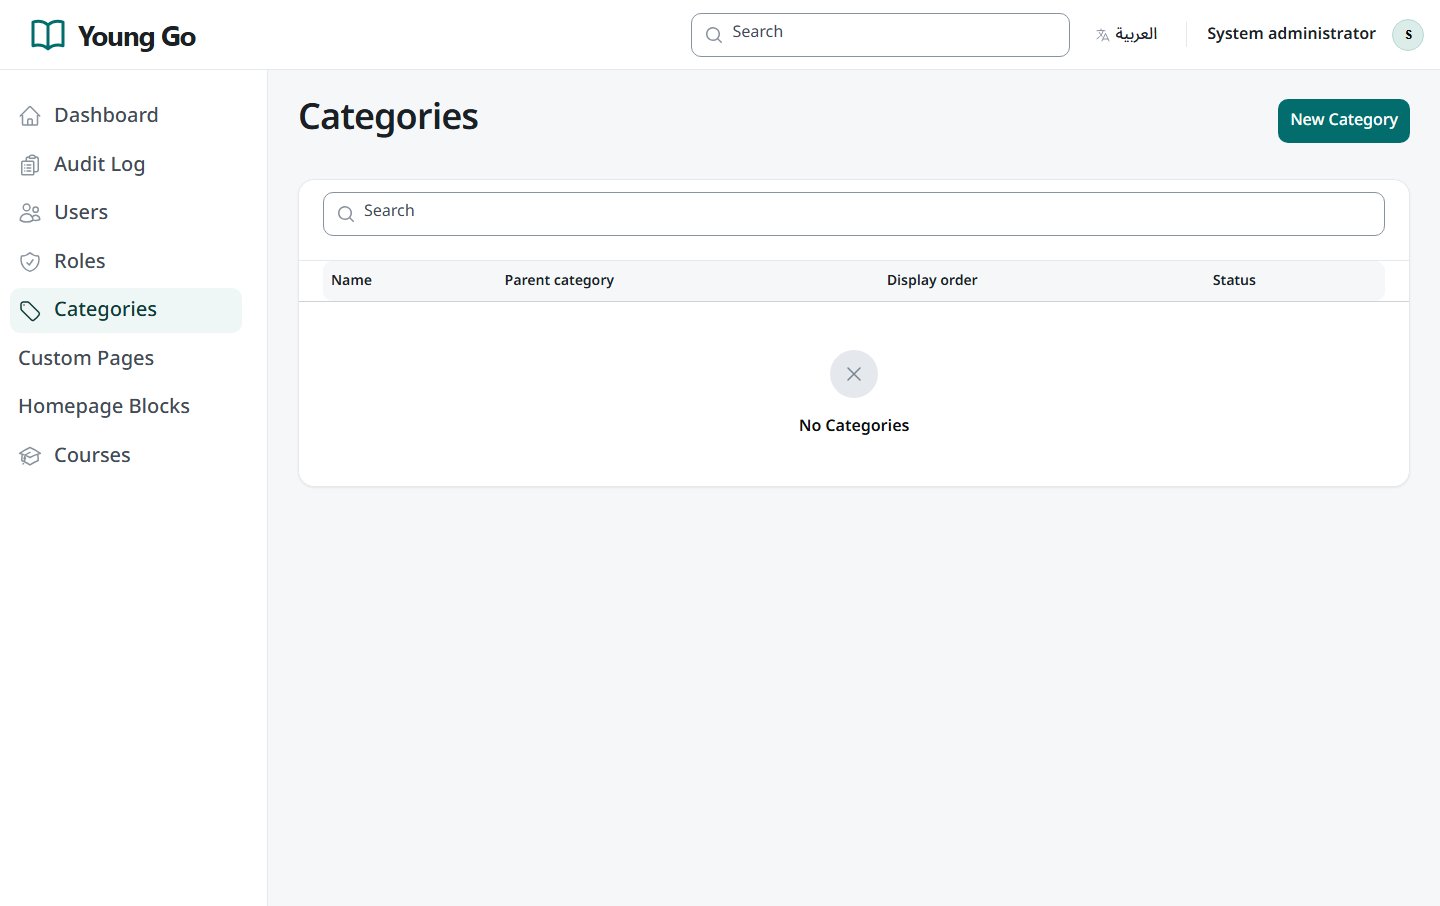 Young Go
Search
العربية
System administrator
S
Dashboard
Audit Log
Users
Roles
Categories
Custom Pages
Homepage Blocks
Courses
Categories
New Category
Search
Name Parent category Display order Status
No Categories